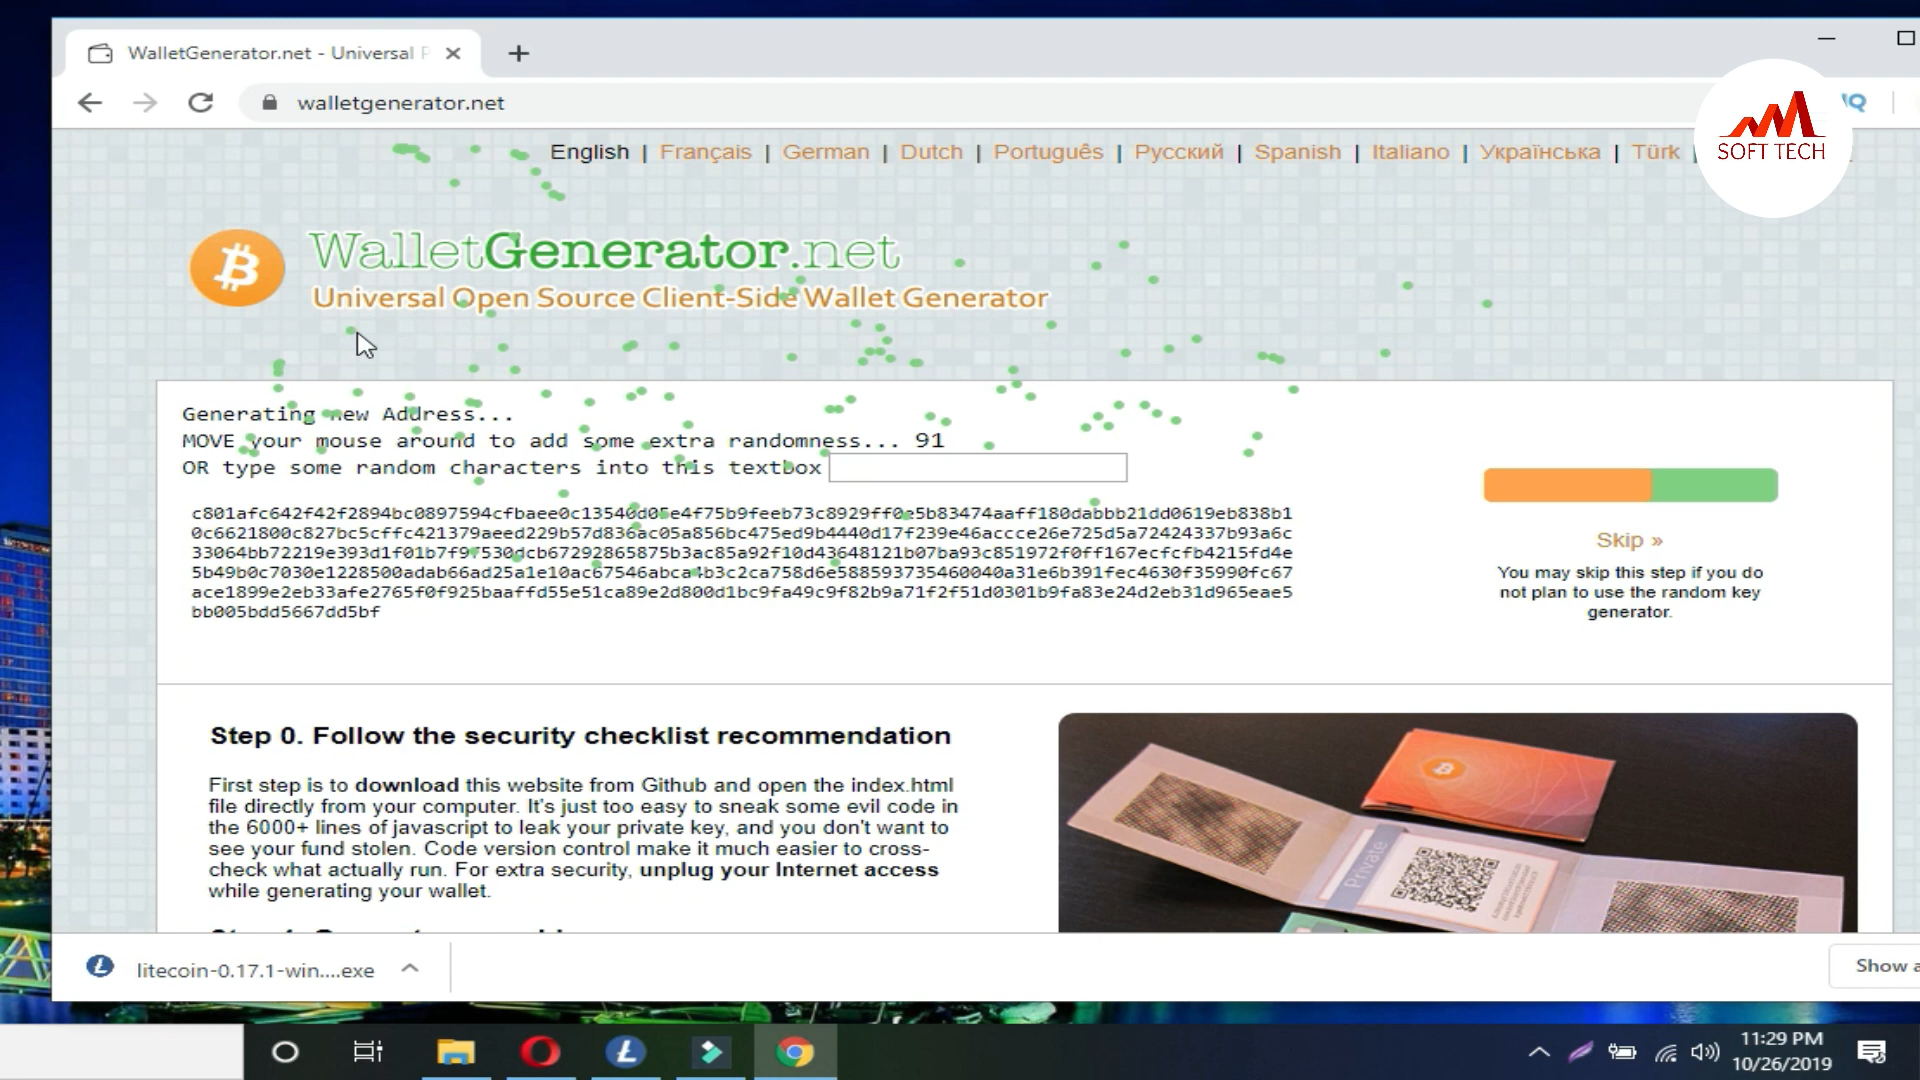 WalletGenerator.net - Universal P
walletgenerator.net
English | Français | German | Dutch | Português | Русский | Spanish | Italiano | Українська | Türk
SOFT TECH
WalletGenerator.net
Universal Open Source Client-Side Wallet Generator
Generating new Address...
MOVE your mouse around to add some extra randomness... 91
OR type some random characters into this textbox
c801afc642f42f2894bc0897594cfbaee0c13540d05e4f75b9feeb73c8929ff0e5b83474aaff180dabbb21dd0619eb838b1
0c6621800c827bc5cffc421379aeed229b57d836ac05a856bc475ed9b4440d17f239e46accce26e725d5a72424337b93a6c
33064bb72219e393d1f01b7f97530dcb67292865875b3ac85a92f10d43648121b07ba93c851972f0ff167ecfcfb4215fd4e
5b49b0c7030e1228500adab66ad25a1e10ac67546abca4b3c2ca758d6e588593735460040a31e6b391fec4630f35990fc67
ace1899e2eb33afe2765f0f925baaffd55e51ca89e2d800d1bc9fa49c9f82b9a71f2f51d0301b9fa83e24d2eb31d965eae5
bb005bdd5667dd5bf
Skip »
You may skip this step if you do
not plan to use the random key
generator.
Step 0. Follow the security checklist recommendation
First step is to download this website from Github and open the index.html
file directly from your computer. It's just too easy to sneak some evil code in
the 6000+ lines of javascript to leak your private key, and you don't want to
see your fund stolen. Code version control make it much easier to cross-
check what actually run. For extra security, unplug your Internet access
while generating your wallet.
Private
litecoin-0.17.1-win....exe
Show a
11:29 PM
10/26/2019